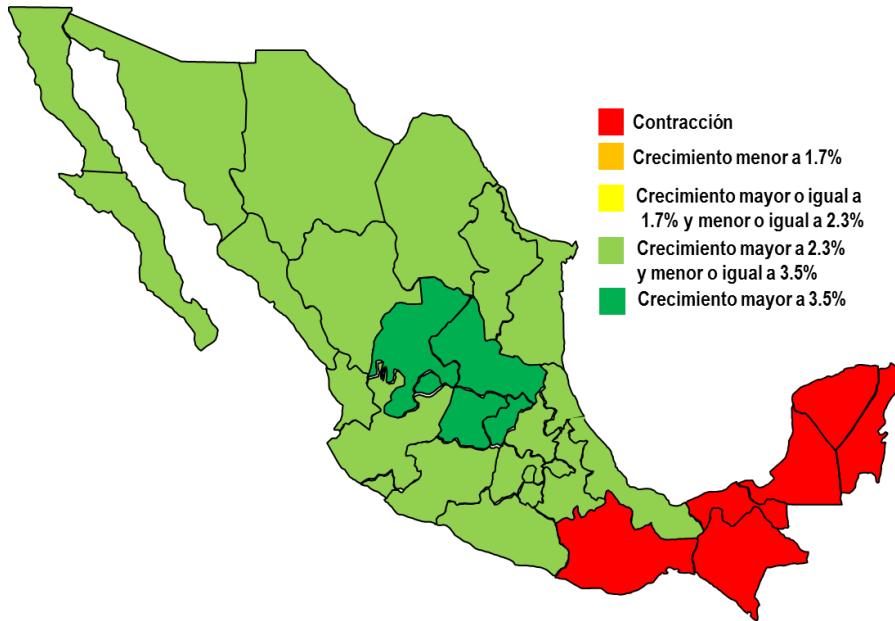 Contracción
Crecimiento menor a 1.7%
Crecimiento mayor o igual a
1.7% y menor o igual a 2.3%
Crecimiento mayor a 2.3%
y menor o igual a 3.5%
Crecimiento mayor a 3.5%